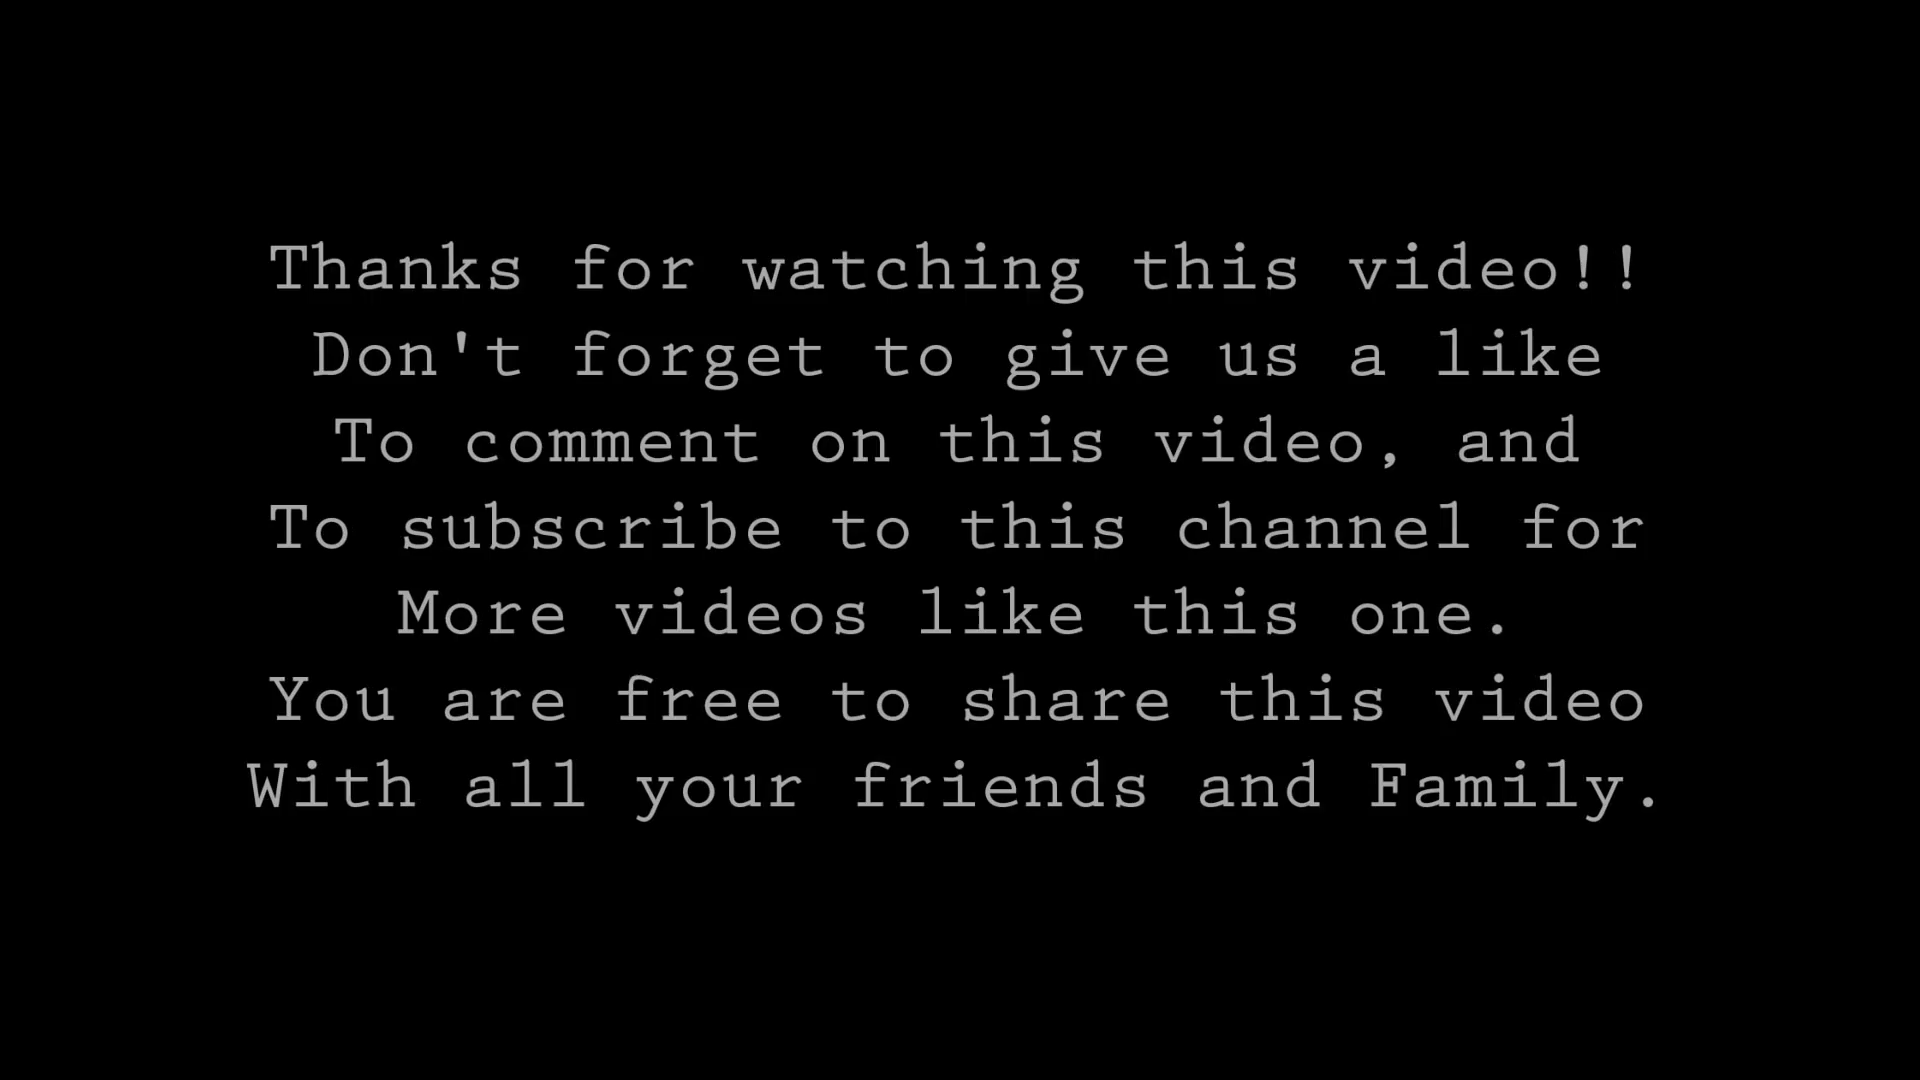 Thanks for watching this video!!
Don't forget to give us a like
To comment on this video, and
To subscribe to this channel for
More videos like this one.
You are free to share this video
With all your friends and Family.